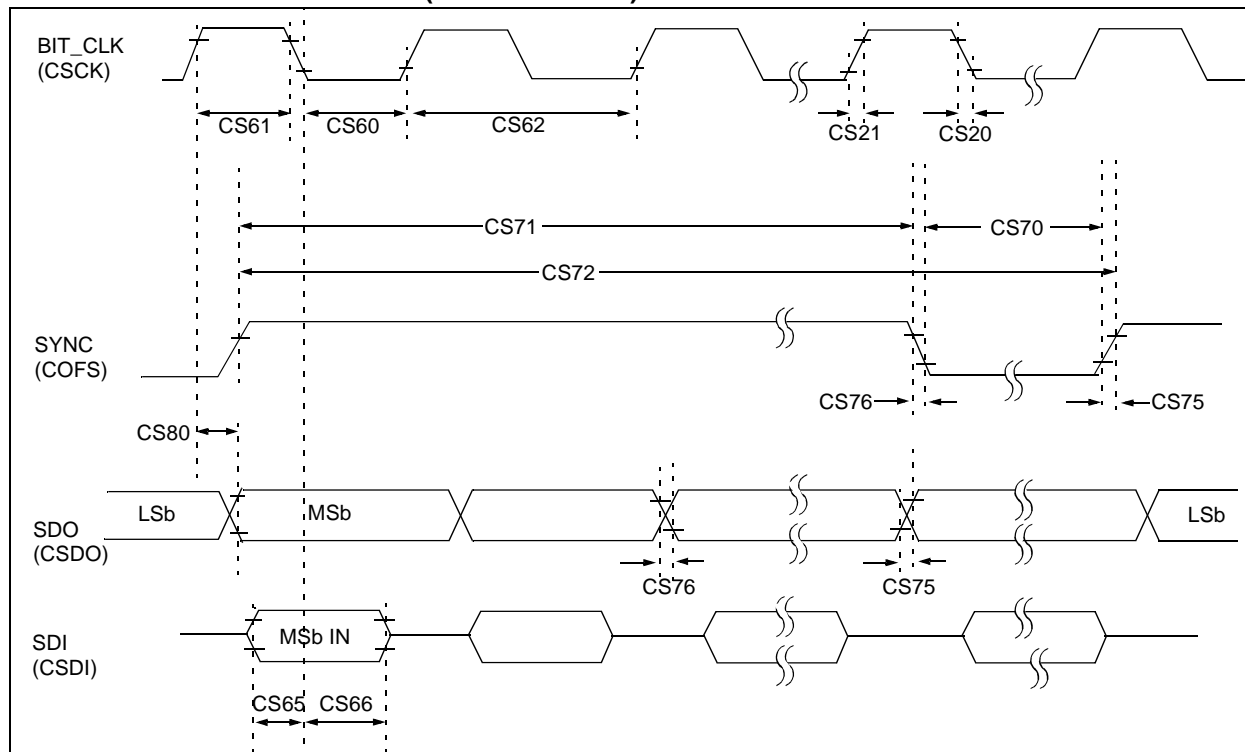 BIT_CLK
(CSCK)
CS61
CS60
CS62
CS21
CS20
CS71
CS70
CS72
SYNC
(COFS)
CS76
CS75
CS80
LSb
MSb
LSb
SDO
(CSDO)
CS76
CS75
MSb IN
SDI
(CSDI)
CS65
CS66